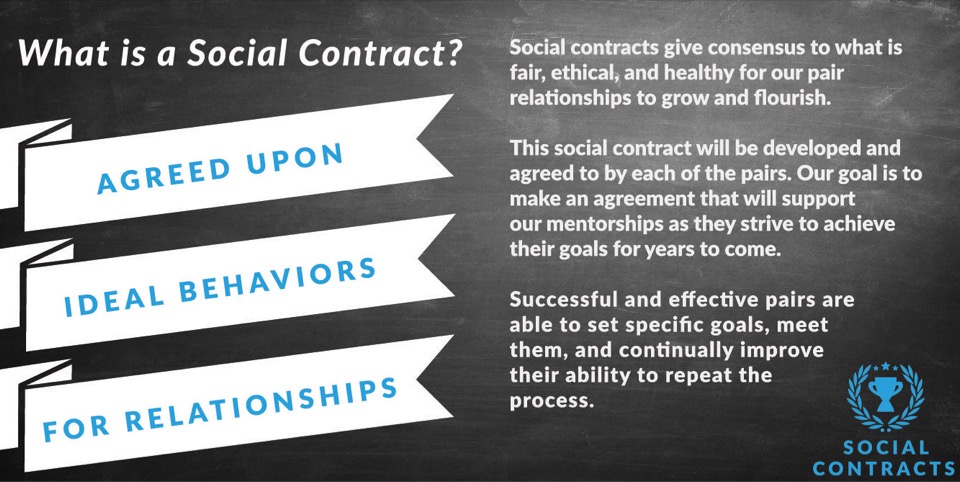 What is a Social Contract?
AGREED UPON
IDEAL BEHAVIORS
FOR RELATIONSHIPS
Social contracts give consensus to what is
fair, ethical, and healthy for our pair
relationships to grow and flourish.
This social contract will be developed and
agreed to by each of the pairs. Our goal is to
make an agreement that will support
our mentorships as they strive to achieve
their goals for years to come.
Successful and effective pairs are
able to set specific goals, meet
them, and continually improve
their ability to repeat the
process.
SOCIAL
CONTRACTS